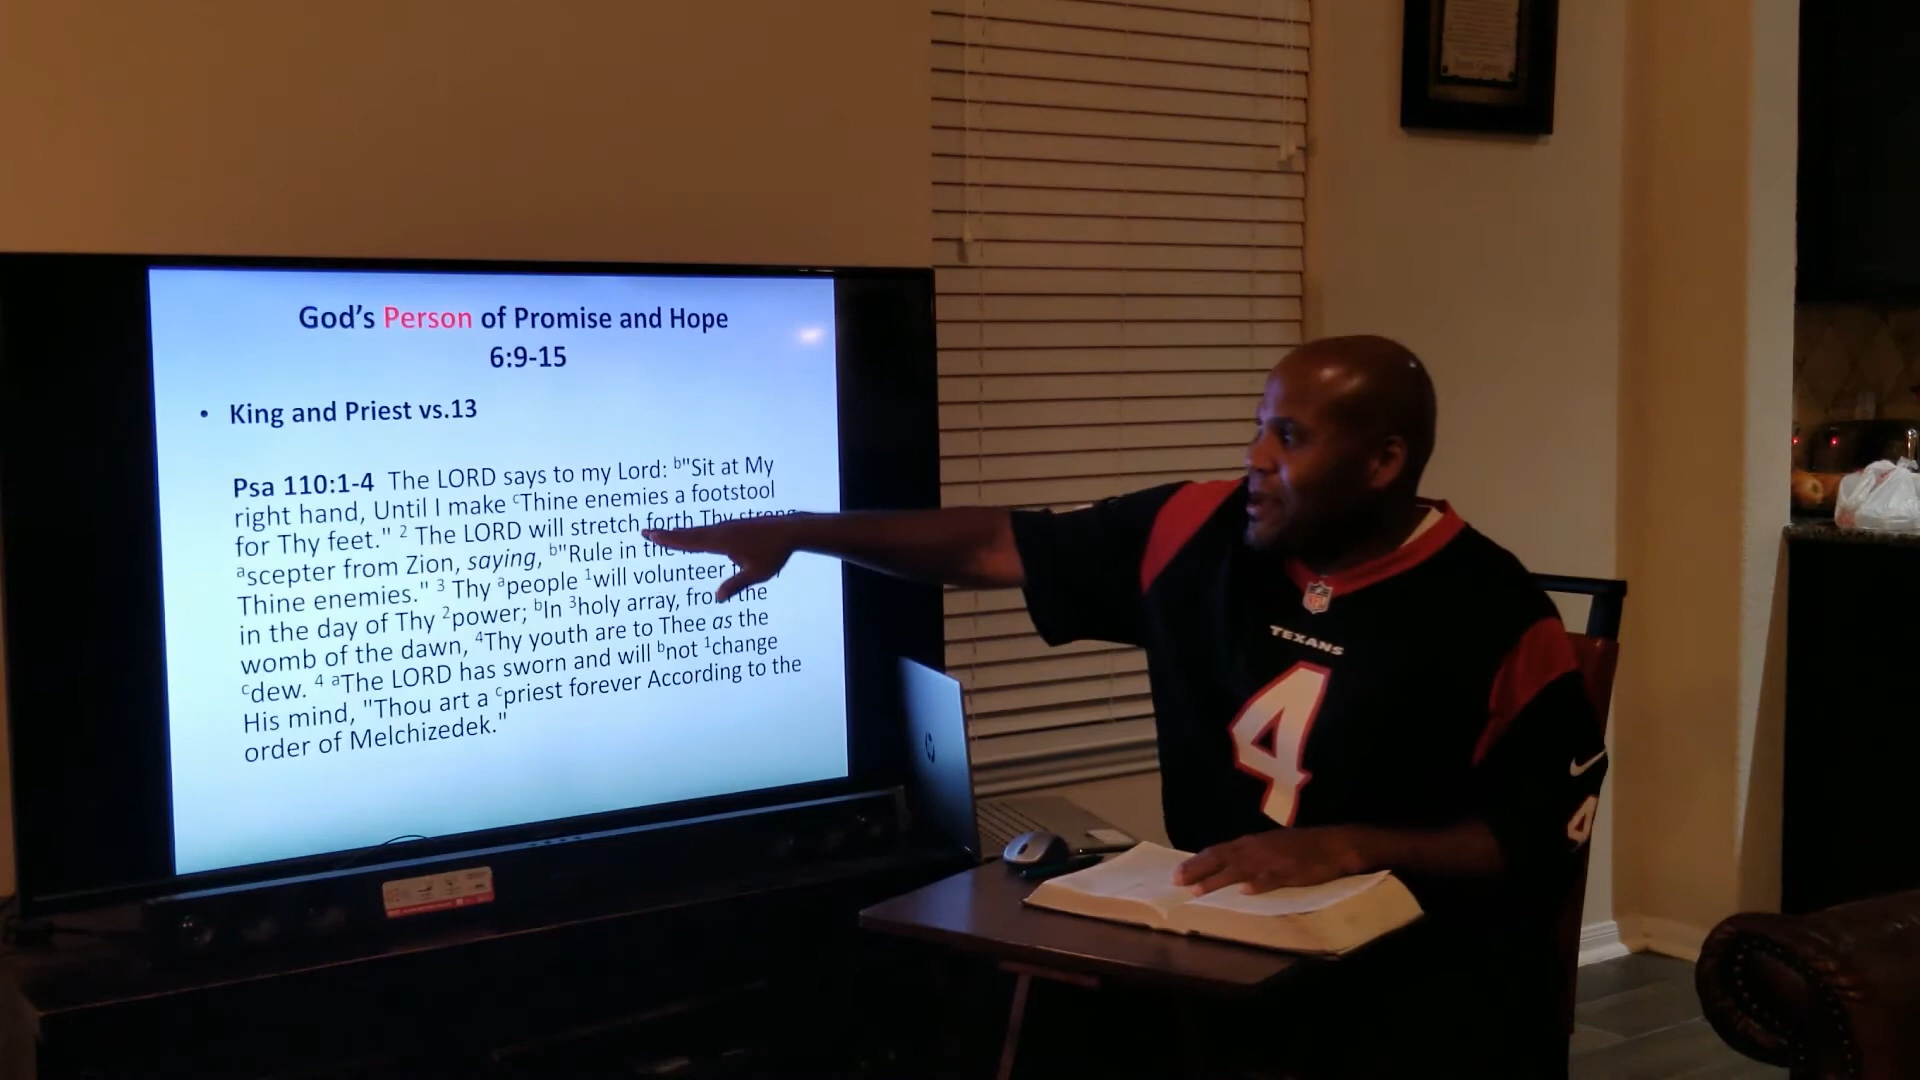 God's Person of Promise and Hope
6:9-15
• King and Priest vs.13
Psa 110:1-4 The LORD says to my Lord: b"Sit at My
right hand, Until I make cThine enemies a footstool
for Thy feet." 2 The LORD will stretch forth Thy strong
ascepter from Zion, saying, b"Rule in the
Thine enemies." 3 Thy apeople 1will volunteer
in the day of Thy 2power; bIn 3holy array, from the
womb of the dawn, 4Thy youth are to Thee as the
cdew. 4 aThe LORD has sworn and will bnot 1change
His mind, "Thou art a cpriest forever According to the
order of Melchizedek."
hp
NFL
TEXANS
4
4